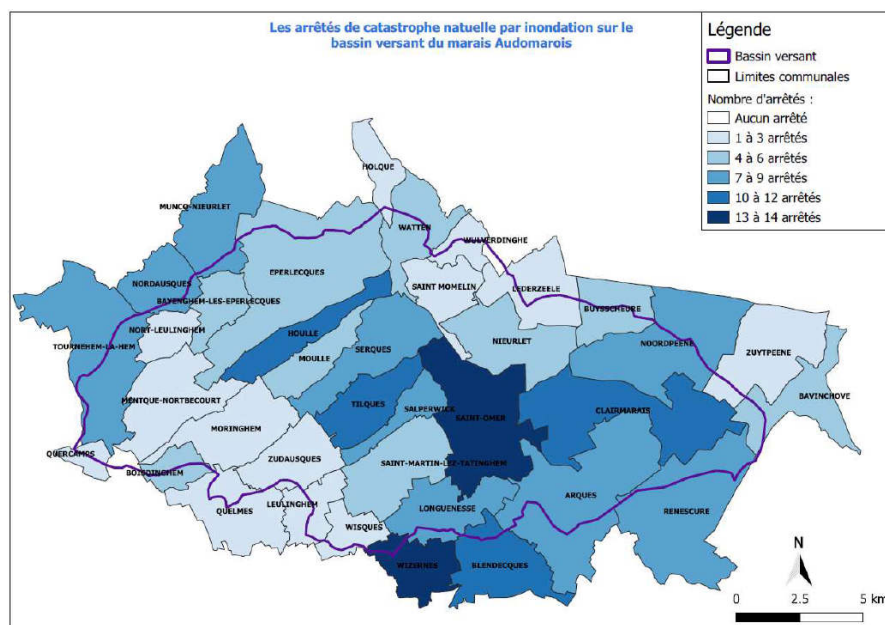 Les arrêtés de catastrophe natuelle par inondation sur le
bassin versant du marais Audomarois
Légende
Bassin versant
Limites communales
Nombre d'arrêtés :
Aucun arrêté
1 à 3 arrêtés
4 à 6 arrêtés
7 à 9 arrêtés
10 à 12 arrêtés
13 à 14 arrêtés
HOLQUE
MUNCQ-NIEURLET
WATTEN
WULVERDINGHE
EPERLECQUES
NORDAUSQUES
SAINT MOMELIN
LEDERZEELE
BAYENGHEM-LES-EPERLECQUES
BUYSSCHEURE
NORT-LEULINGHEM
HOULLE
NIEURLET
TOURNEHEM-LA-HEM
SERQUES
NOORDPEENE
ZUYTPEENE
MOULLE
MENTQUE-NORTBECOURT
BAVINCHOVE
TILQUES
SALPERWICK
CLAIRMARAIS
SAINT-OMER
MORINGHEM
QUERCAMPS
ZUDAUSQUES
SAINT-MARTIN-LEZ-TATINGHEM
BOISDINGHEM
ARQUES
LEULINGHEM
LONGUENESSE
QUELMES
RENESCURE
WISQUES
N
WIZERNES
BLENDECQUES
0 2.5 5 km